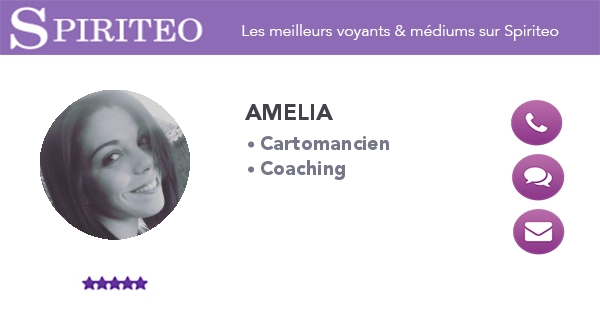 SPIRITEO
Les meilleurs voyants & médiums sur Spiriteo
AMELIA
• Cartomancien
• Coaching